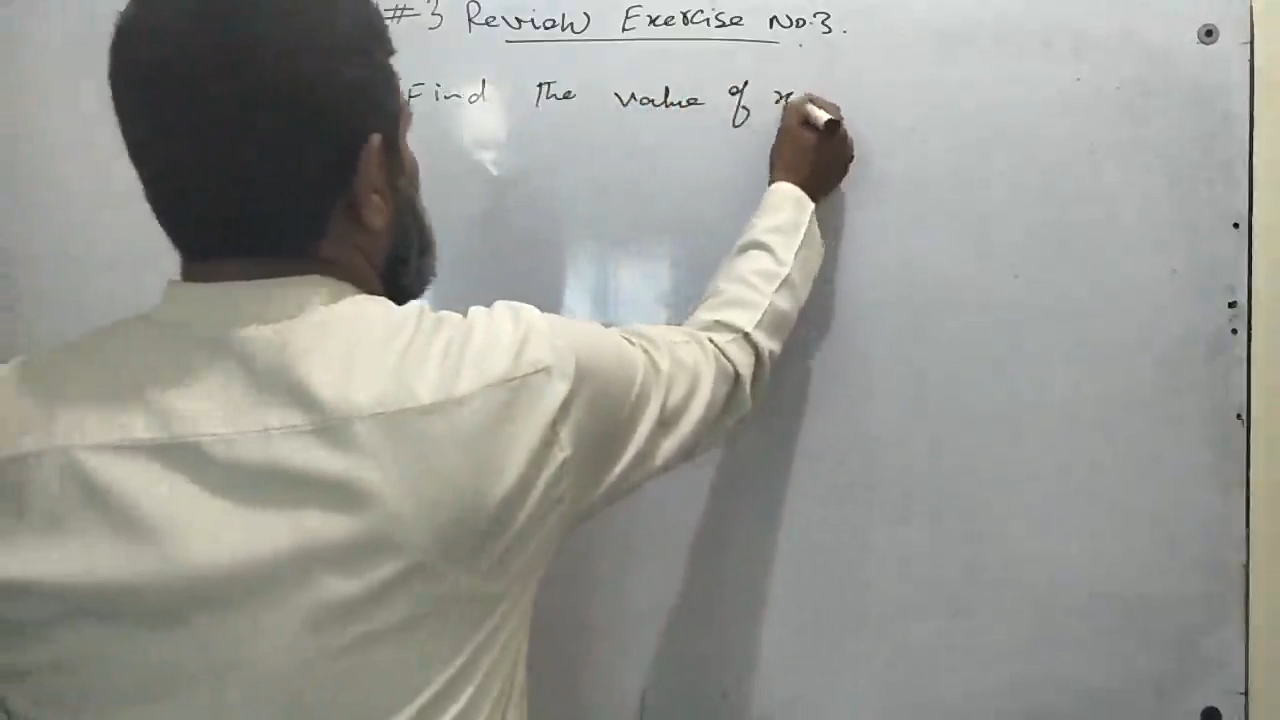 #3 Review Exercise No:3.
Find The value of x